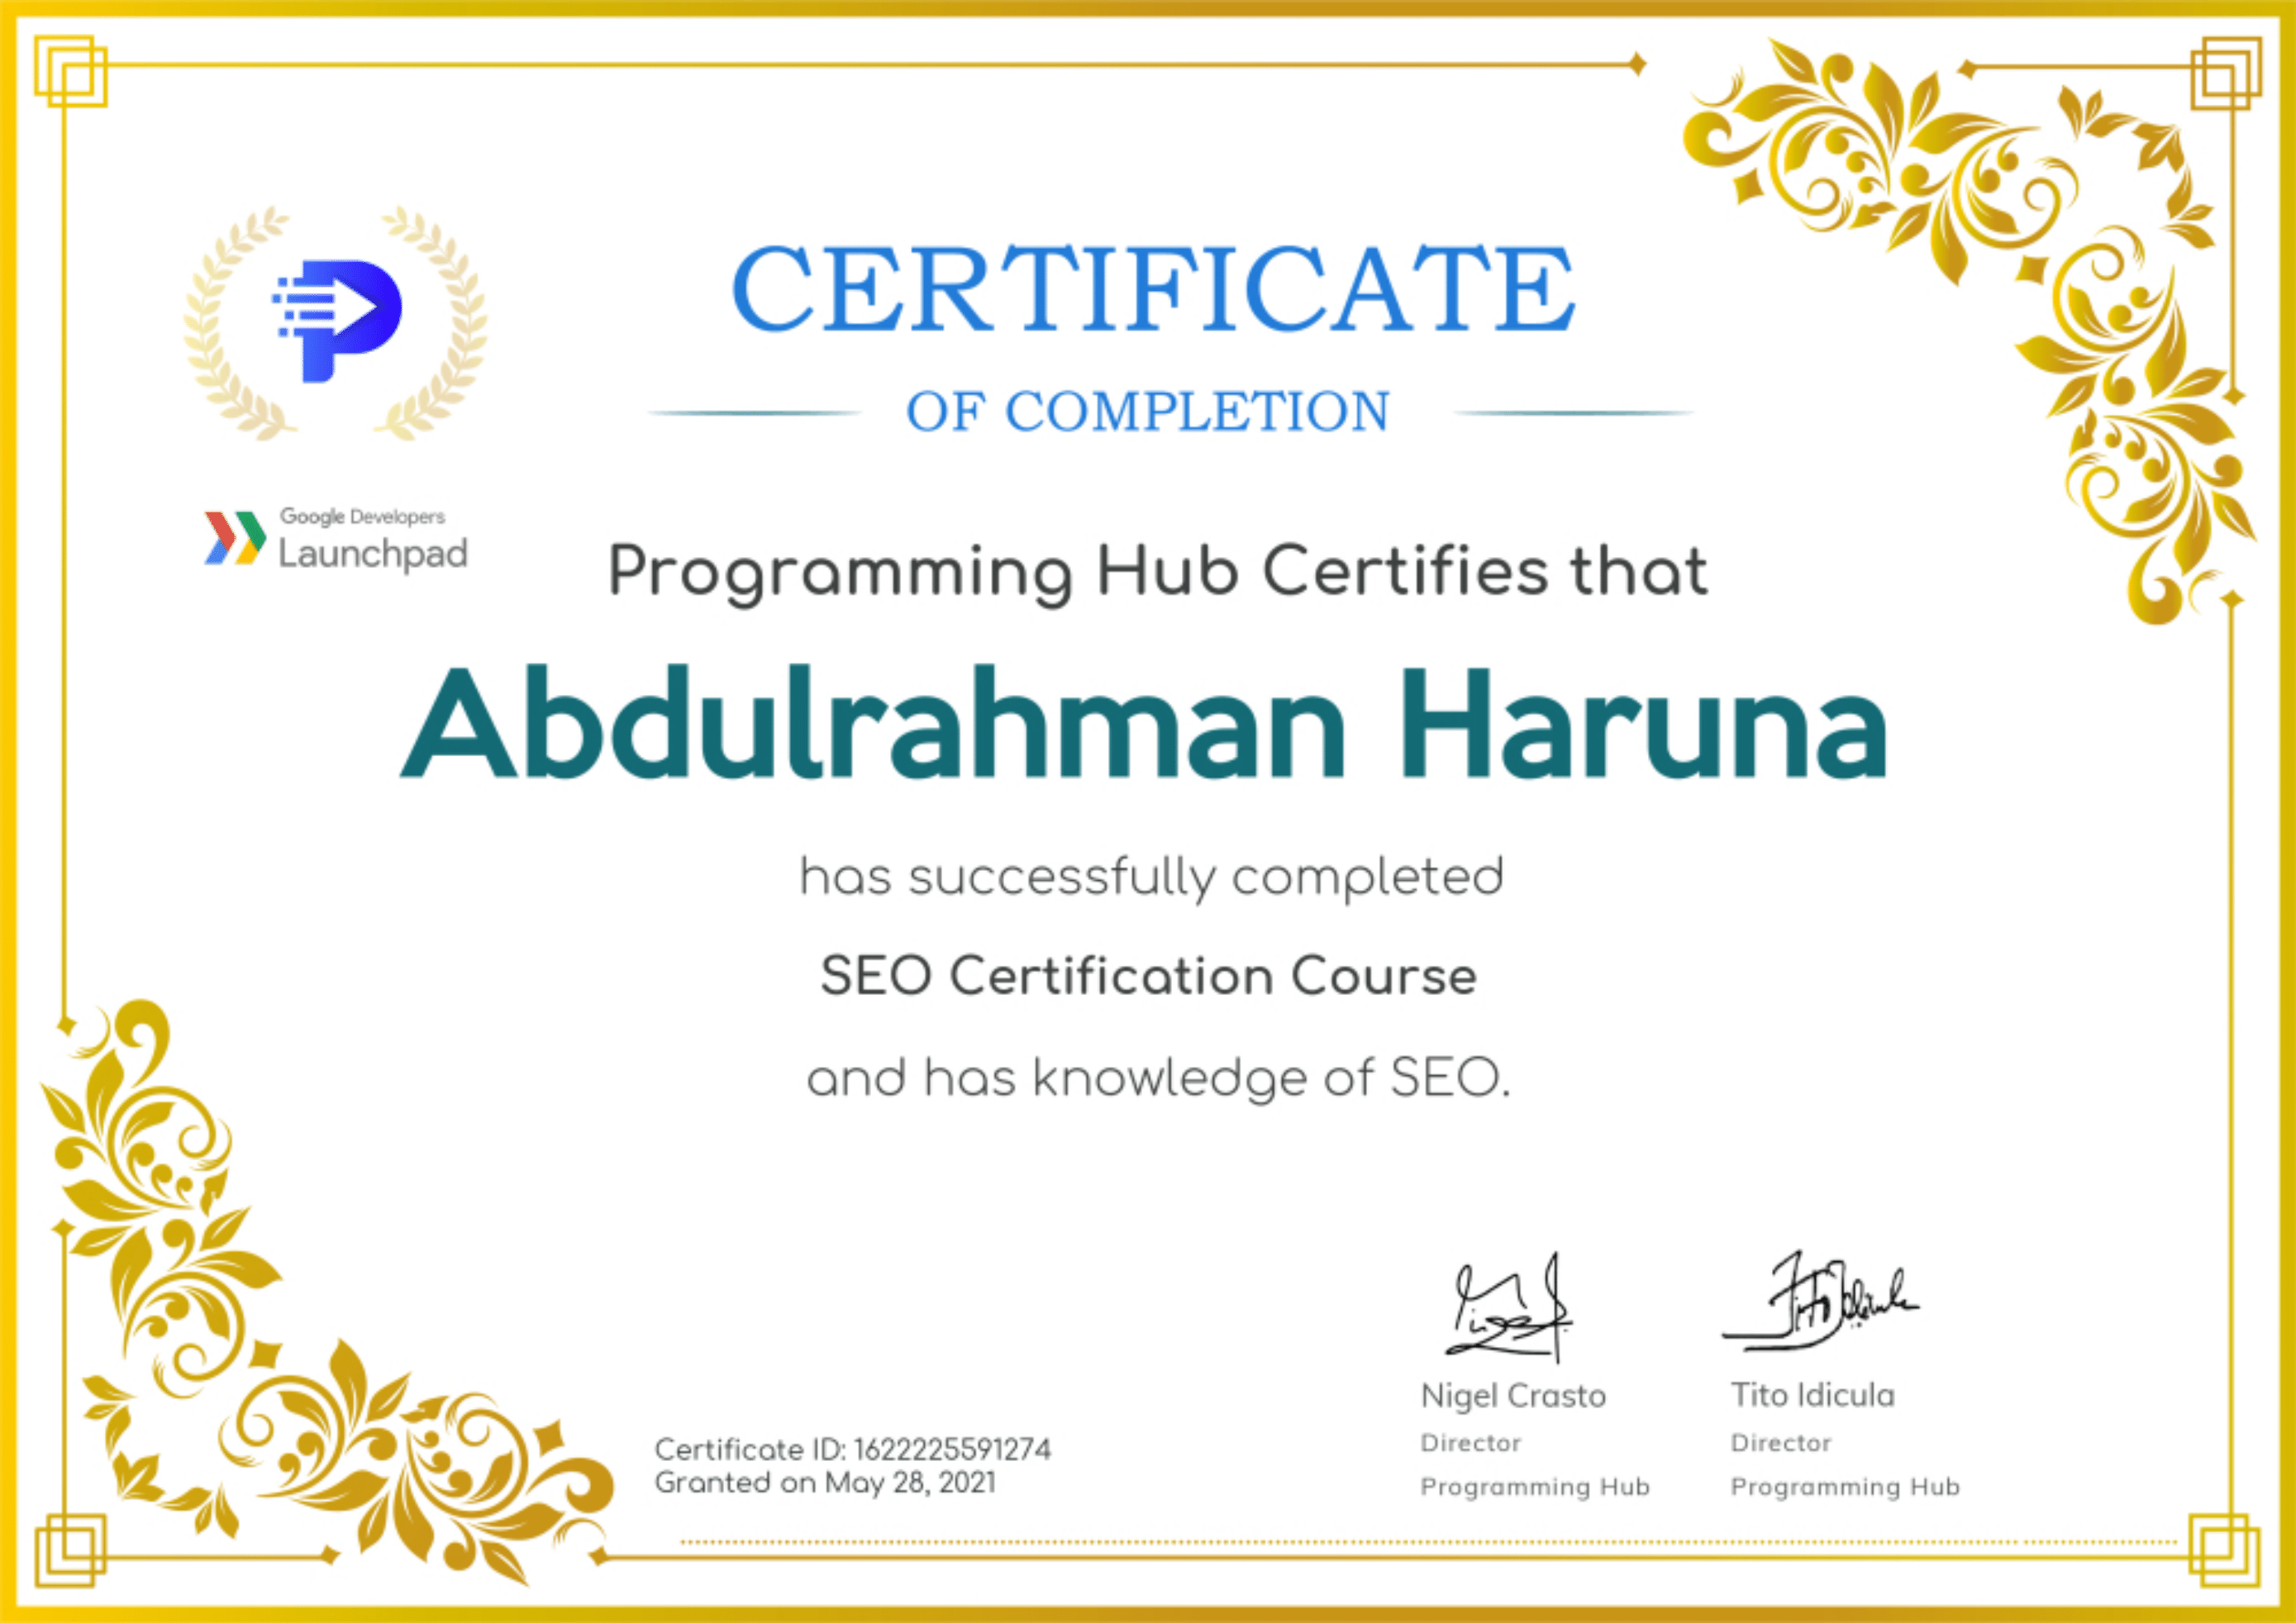 CERTIFICATE
OF COMPLETION
Google Developers
Launchpad
Programming Hub Certifies that
Abdulrahman Haruna
has successfully completed
SEO Certification Course
and has knowledge of SEO.
Certificate ID: 1622225591274
Granted on May 28, 2021
Nigel Crasto
Director
Programming Hub
Tito Idicula
Director
Programming Hub